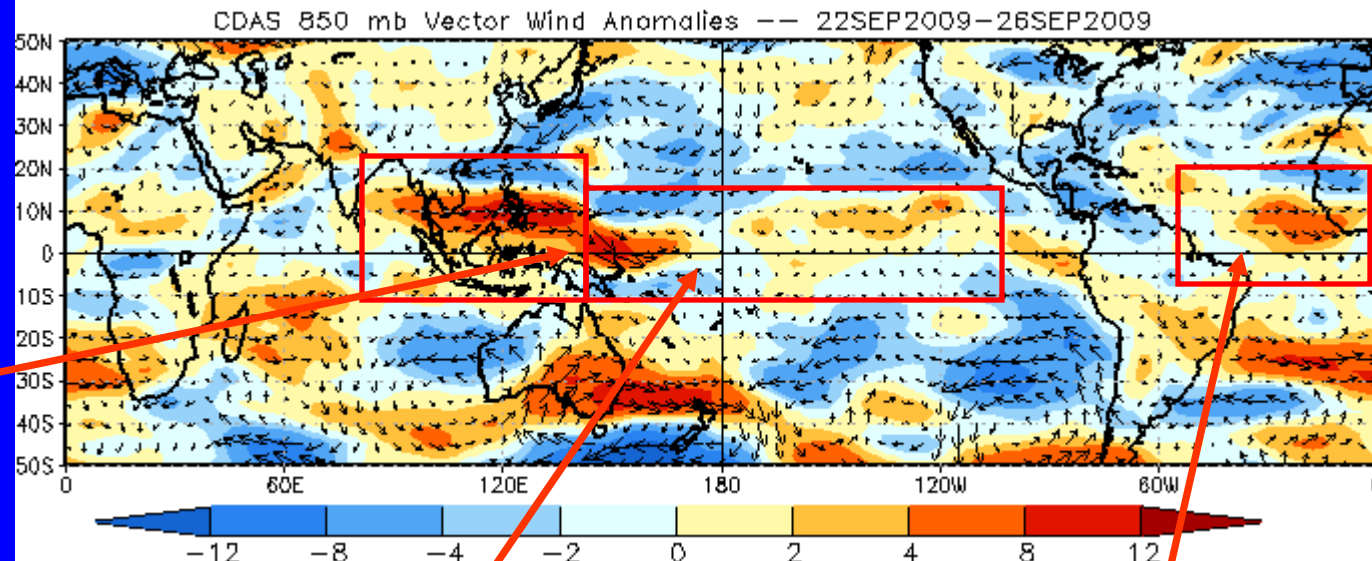 CDAS 850 mb Vector Wind Anomalies -- 22SEP2009-26SEP2009
50N
40N
30N
20N
10N
0
10S
20S
30S
40S
50S
0 60E 120E 180 120W 60W
-12 -8 -4 -2 0 2 4 8 12